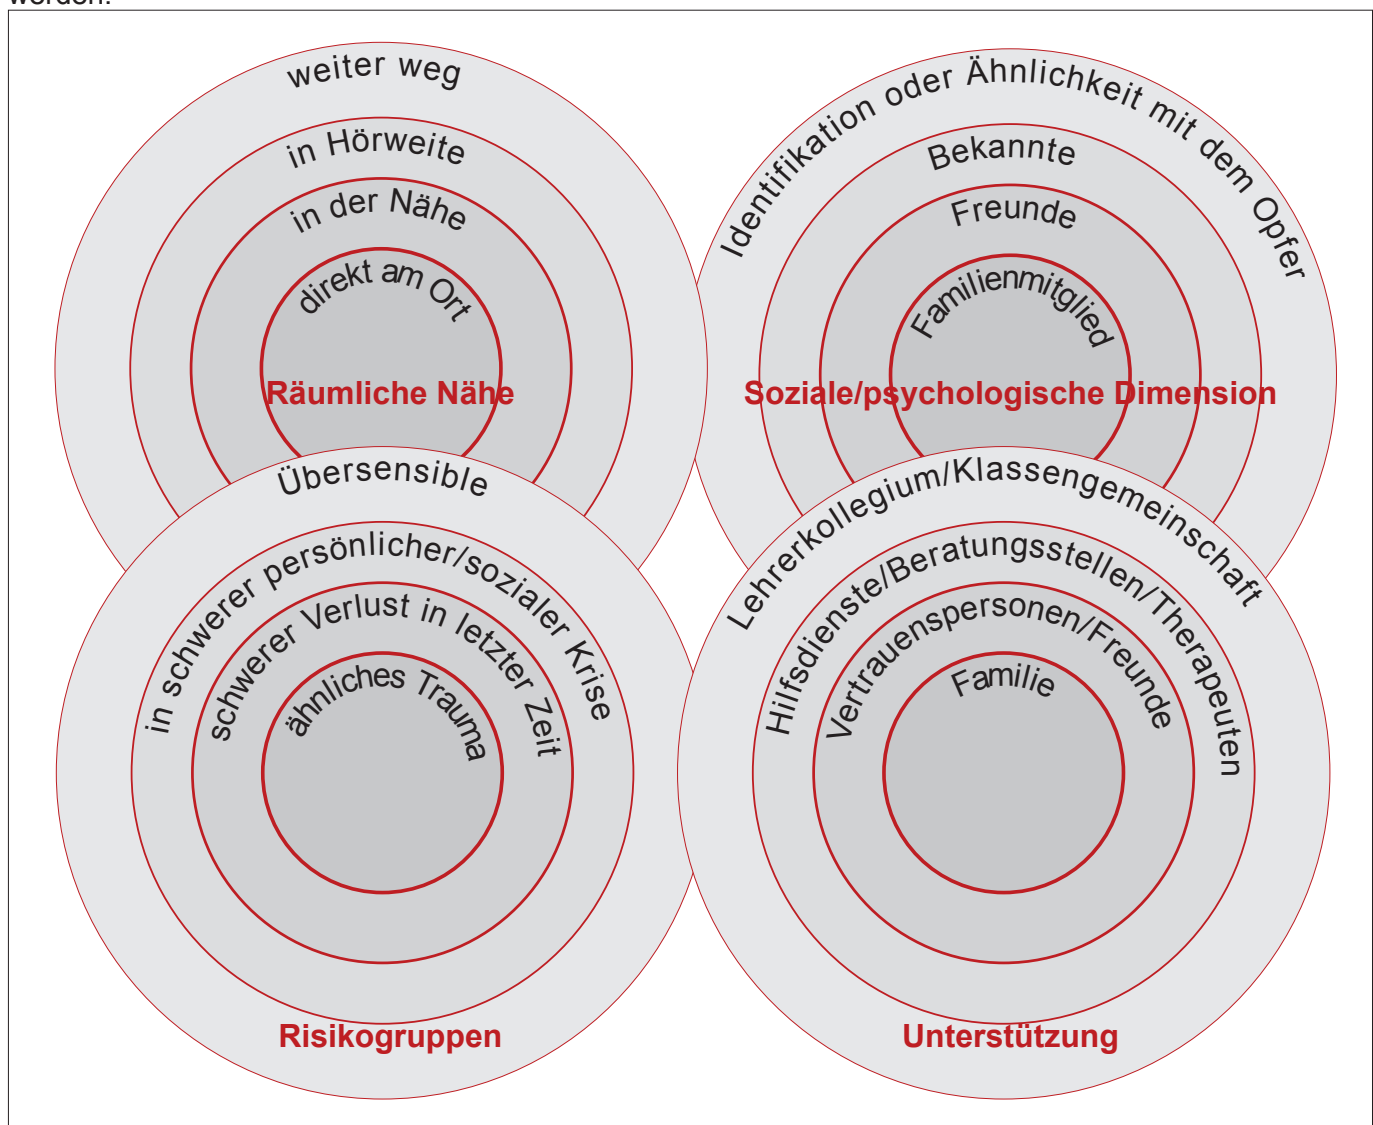 werden.
weiter weg
in Hörweite
in der Nähe
direkt am Ort
Räumliche Nähe
Identifikation oder Ähnlichkeit mit dem Opfer
Bekannte
Freunde
Familienmitglied
Soziale/psychologische Dimension
Übersensible
in schwerer persönlicher/sozialer Krise
schwerer Verlust in letzter Zeit
ähnliches Trauma
Risikogruppen
Lehrerkollegium/Klassengemeinschaft
Hilfsdienste/Beratungsstellen/Therapeuten
Vertrauenspersonen/Freunde
Familie
Unterstützung